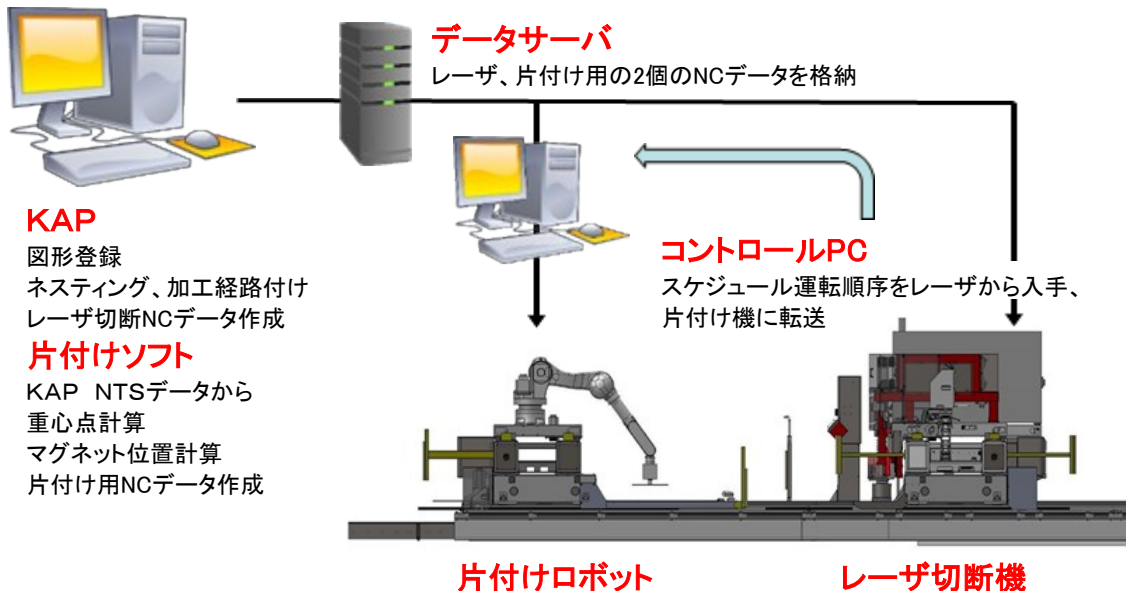 データサーバ
レーザ、片付け用の2個のNCデータを格納
KAP
図形登録
ネスティング、加工経路付け
レーザ切断NCデータ作成
片付けソフト
KAP NTSデータから
重心点計算
マグネット位置計算
片付け用NCデータ作成
コントロールPC
スケジュール運転順序をレーザから入手、
片付け機に転送
片付けロボット
レーザ切断機